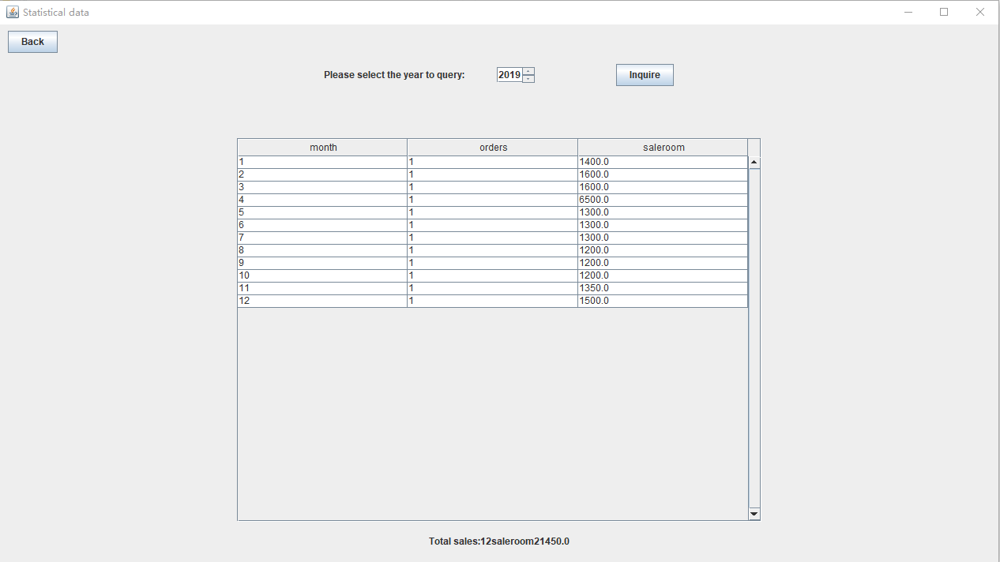 Statistical data
Back
Please select the year to query: 2019 Inquire
month orders saleroom
1 1 1400.0
2 1 1600.0
3 1 1600.0
4 1 6500.0
5 1 1300.0
6 1 1300.0
7 1 1300.0
8 1 1200.0
9 1 1200.0
10 1 1200.0
11 1 1350.0
12 1 1500.0
Total sales:12saleroom21450.0